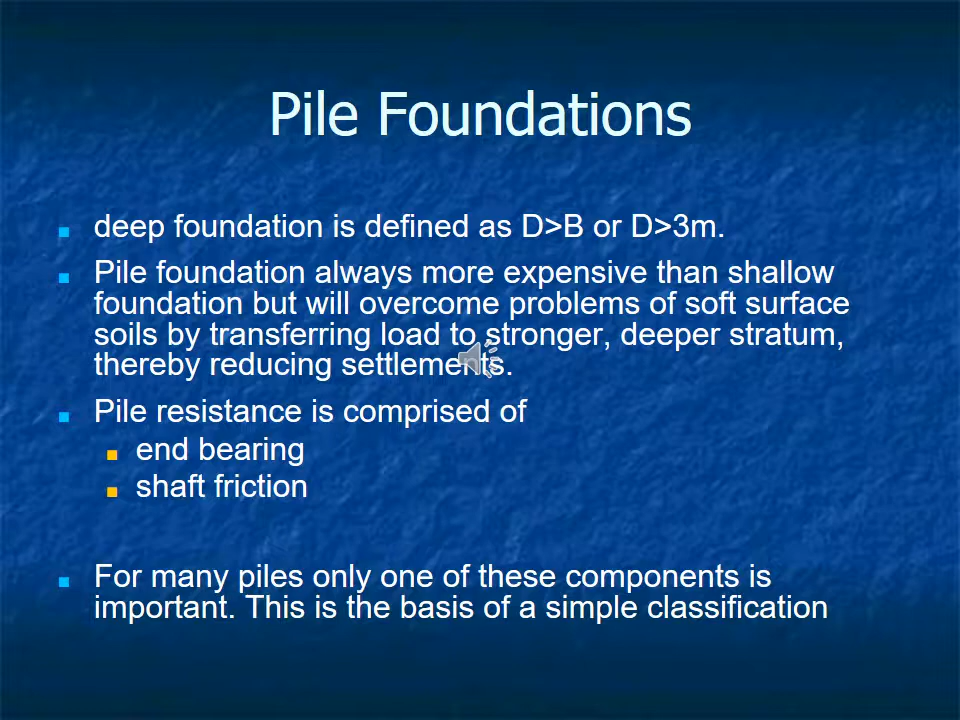 Pile Foundations
deep foundation is defined as D>B or D>3m.
Pile foundation always more expensive than shallow
foundation but will overcome problems of soft surface
soils by transferring load to stronger, deeper stratum,
thereby reducing settlements.
Pile resistance is comprised of
end bearing
shaft friction
For many piles only one of these components is
important. This is the basis of a simple classification